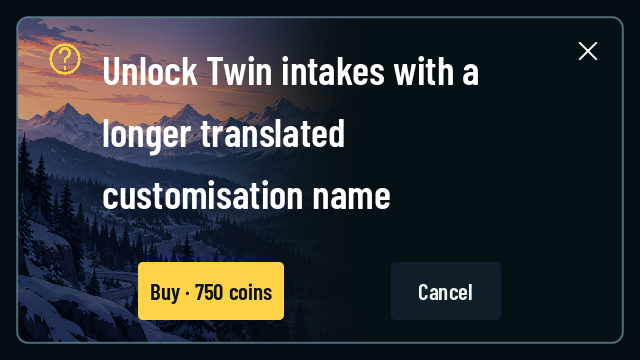 Unlock Twin intakes with a
longer translated
customisation name
Buy · 750 coins
Cancel